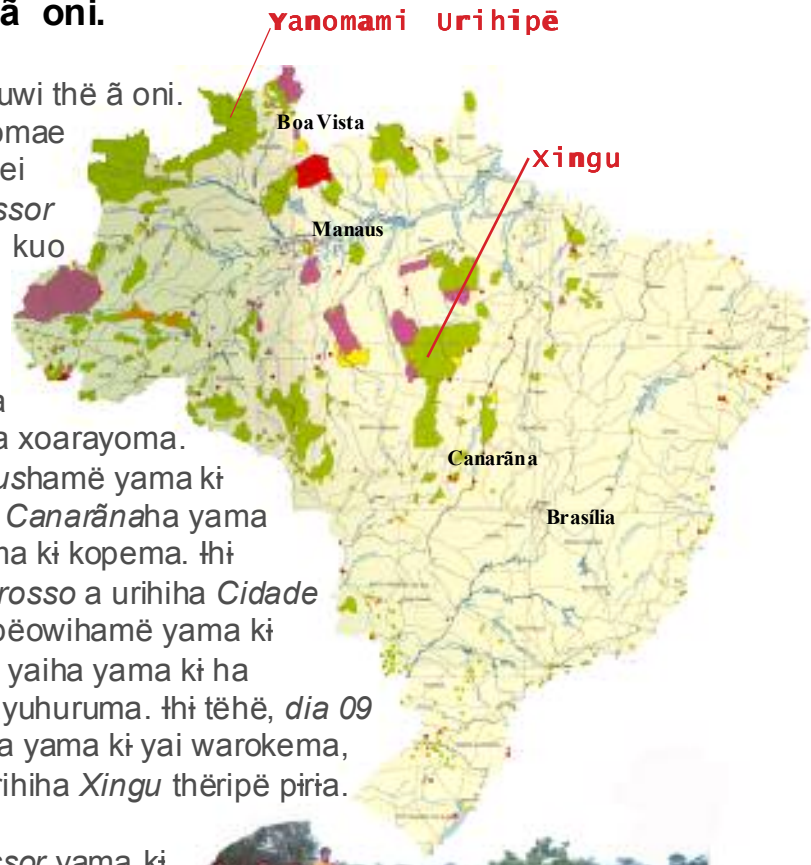 ã oni.
Yanomami Urihipë
uwi thë ã oni.
omae
ei
ssor
kuo
Boa Vista
Xingu
Manaus
a
a xoarayoma.
ushamë yama kɨ
Canarãnaha yama
ma kɨ kopema. Ɨhɨ
rosso a urihiha Cidade
pëowihamë yama kɨ
yaiha yama kɨ ha
yuhuruma. Ɨhɨ tëhë, dia 09
a yama kɨ yai warokema,
rihiha Xingu thëripë pɨrɨa.
Canarãna
Brasília
ssor yama kɨ